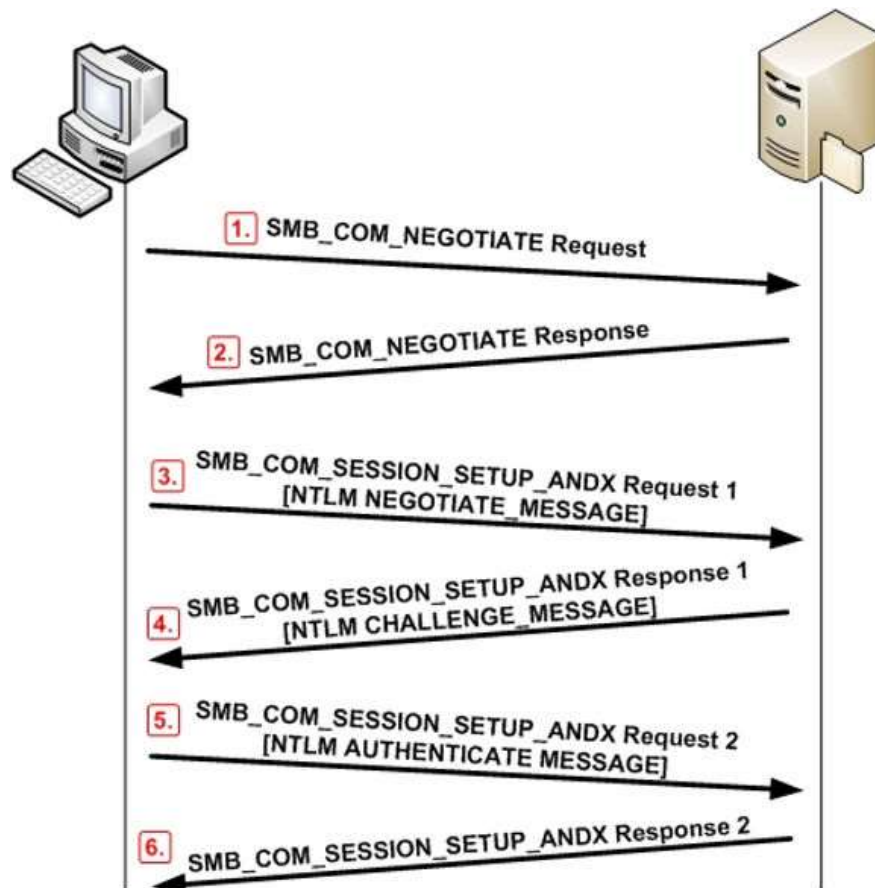 1. SMB_COM_NEGOTIATE Request
2. SMB_COM_NEGOTIATE Response
3. SMB_COM_SESSION_SETUP_ANDX Request 1
[NTLM NEGOTIATE_MESSAGE]
4. SMB_COM_SESSION_SETUP_ANDX Response 1
[NTLM CHALLENGE_MESSAGE]
5. SMB_COM_SESSION_SETUP_ANDX Request 2
[NTLM AUTHENTICATE MESSAGE]
6. SMB_COM_SESSION_SETUP_ANDX Response 2